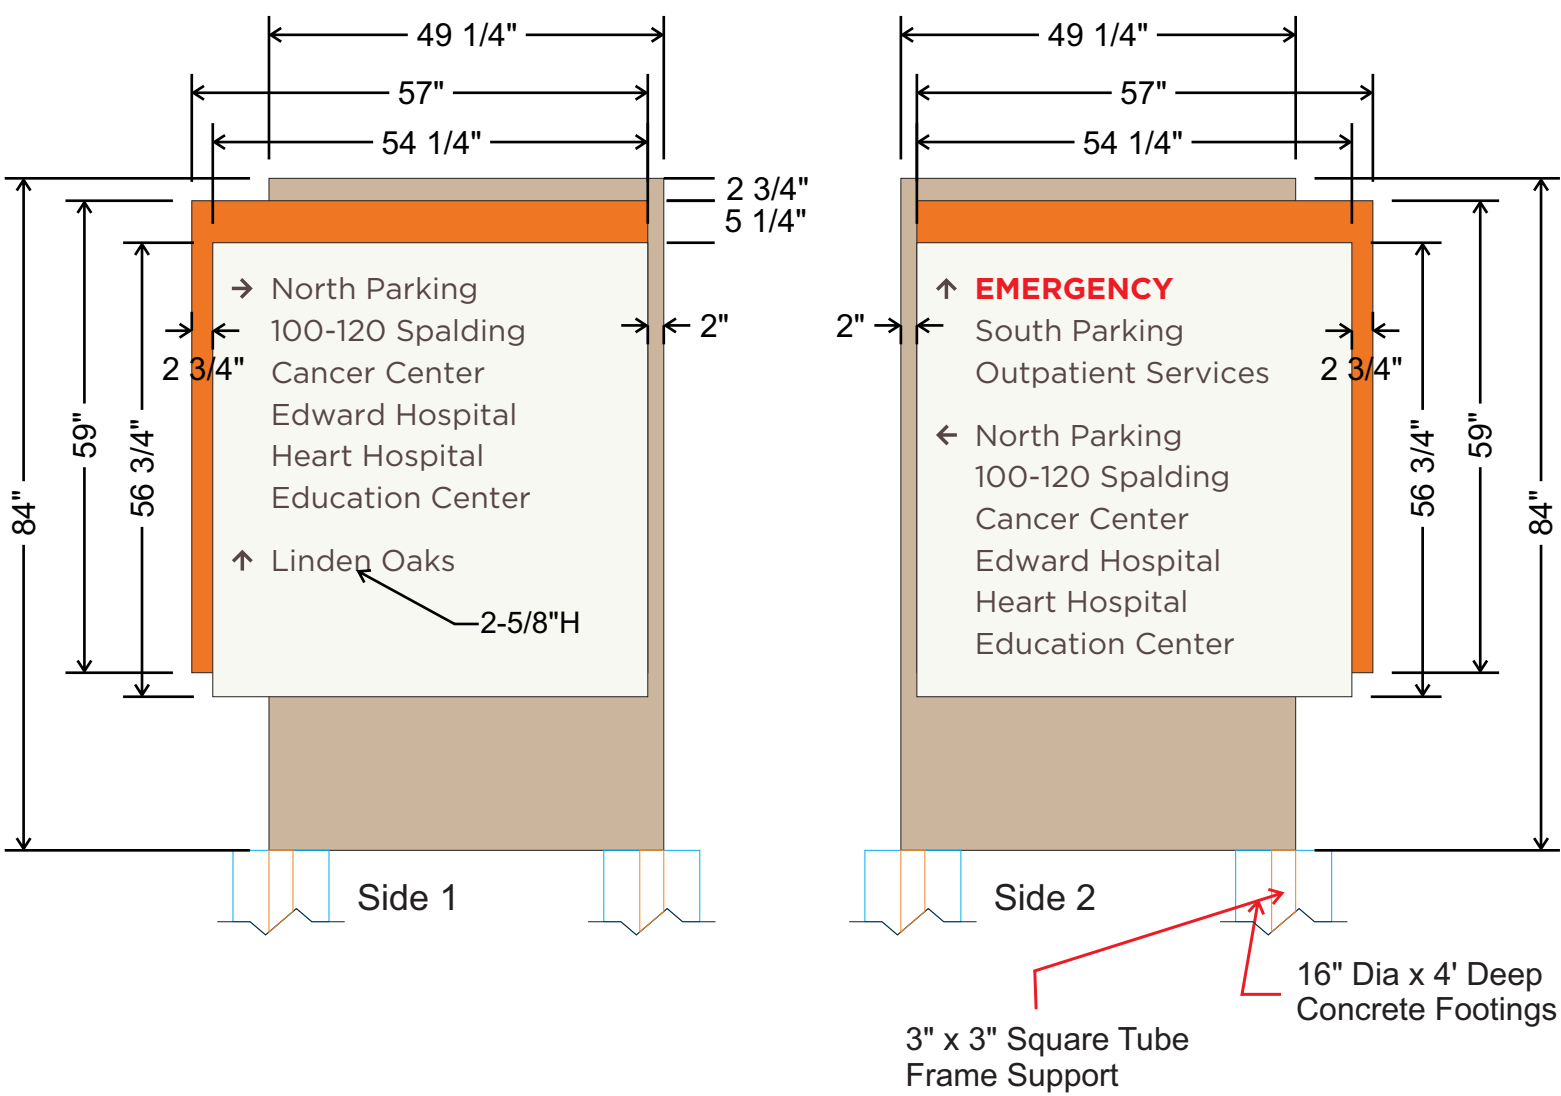 49 1/4"
57"
54 1/4"
2 3/4"
5 1/4"
→ North Parking
100-120 Spalding
Cancer Center
Edward Hospital
Heart Hospital
Education Center
↑ Linden Oaks
2-5/8"H
2"
2 3/4"
56 3/4"
59"
84"
Side 1
49 1/4"
57"
54 1/4"
↑ EMERGENCY
South Parking
Outpatient Services
← North Parking
100-120 Spalding
Cancer Center
Edward Hospital
Heart Hospital
Education Center
2"
2 3/4"
56 3/4"
59"
84"
Side 2
16" Dia x 4' Deep
Concrete Footings
3" x 3" Square Tube
Frame Support